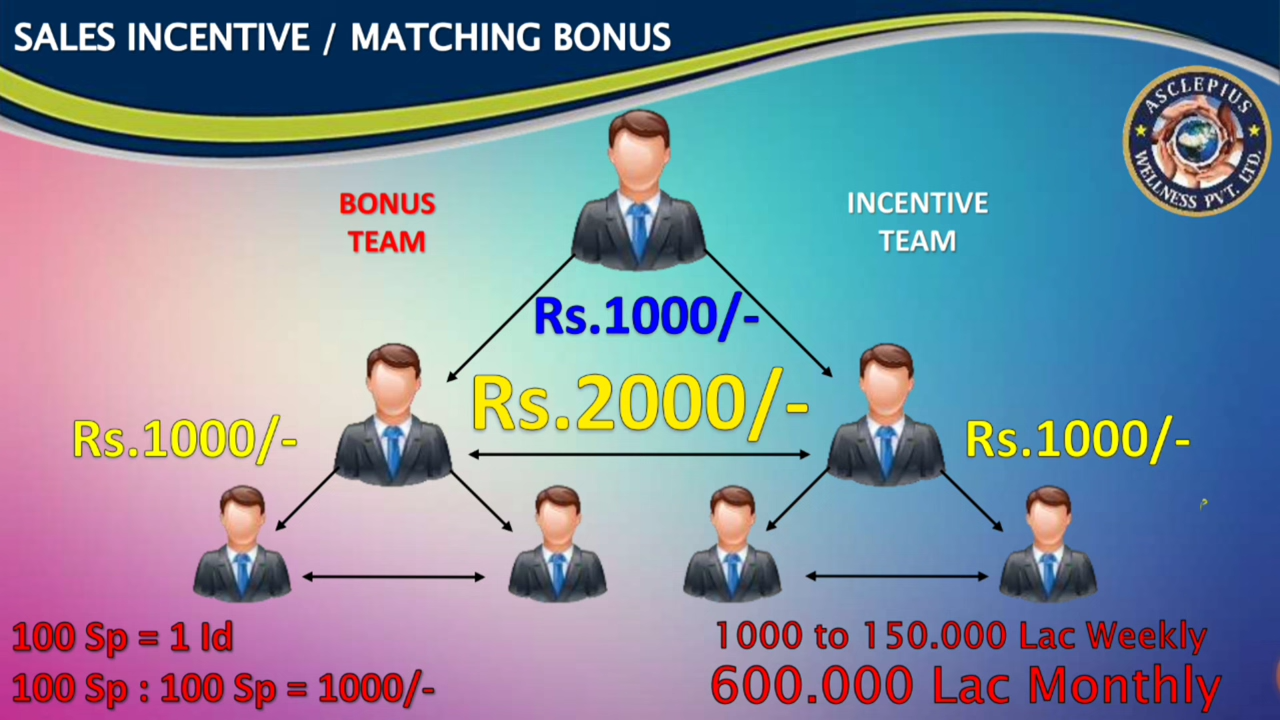 SALES INCENTIVE / MATCHING BONUS
ASCLEPIUS
WELLNESS PVT. LTD.
BONUS
TEAM
INCENTIVE
TEAM
Rs.1000/-
Rs.2000/-
Rs.1000/-
Rs.1000/-
100 Sp = 1 Id
100 Sp : 100 Sp = 1000/-
1000 to 150.000 Lac Weekly
600.000 Lac Monthly